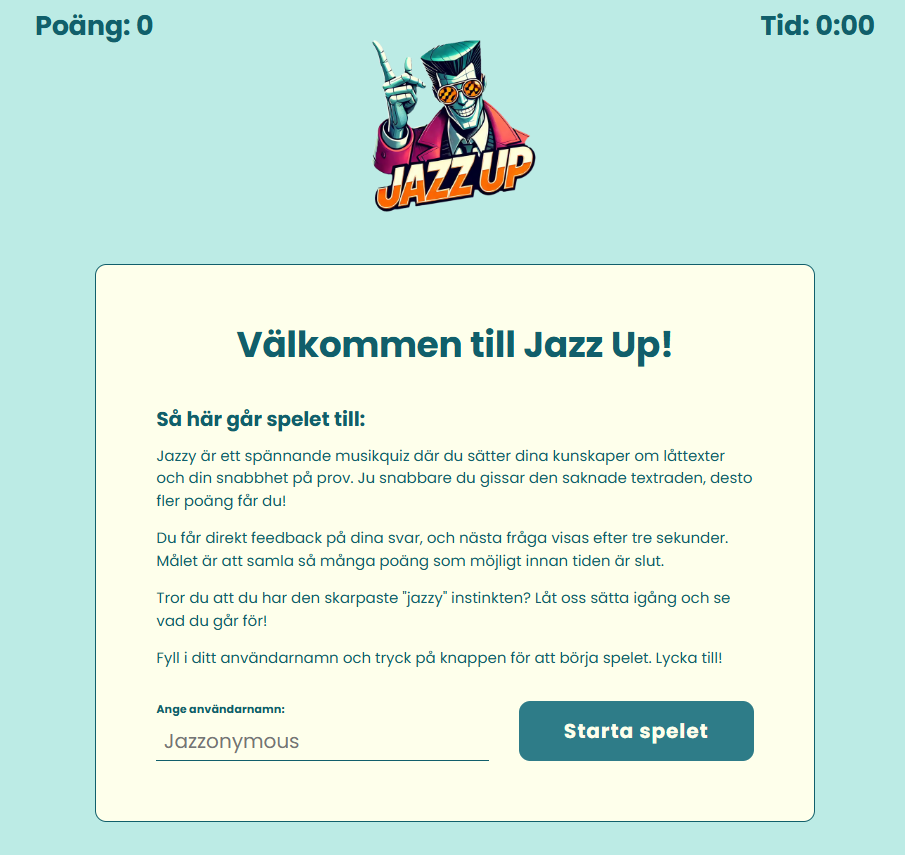 Poäng: 0
Tid: 0:00
JAZZ UP
Välkommen till Jazz Up!
Så här går spelet till:
Jazzy är ett spännande musikquiz där du sätter dina kunskaper om låttexter
och din snabbhet på prov. Ju snabbare du gissar den saknade textraden, desto
fler poäng får du!
Du får direkt feedback på dina svar, och nästa fråga visas efter tre sekunder.
Målet är att samla så många poäng som möjligt innan tiden är slut.
Tror du att du har den skarpaste "jazzy" instinkten? Låt oss sätta igång och se
vad du går för!
Fyll i ditt användarnamn och tryck på knappen för att börja spelet. Lycka till!
Ange användarnamn:
Jazzonymous
Starta spelet